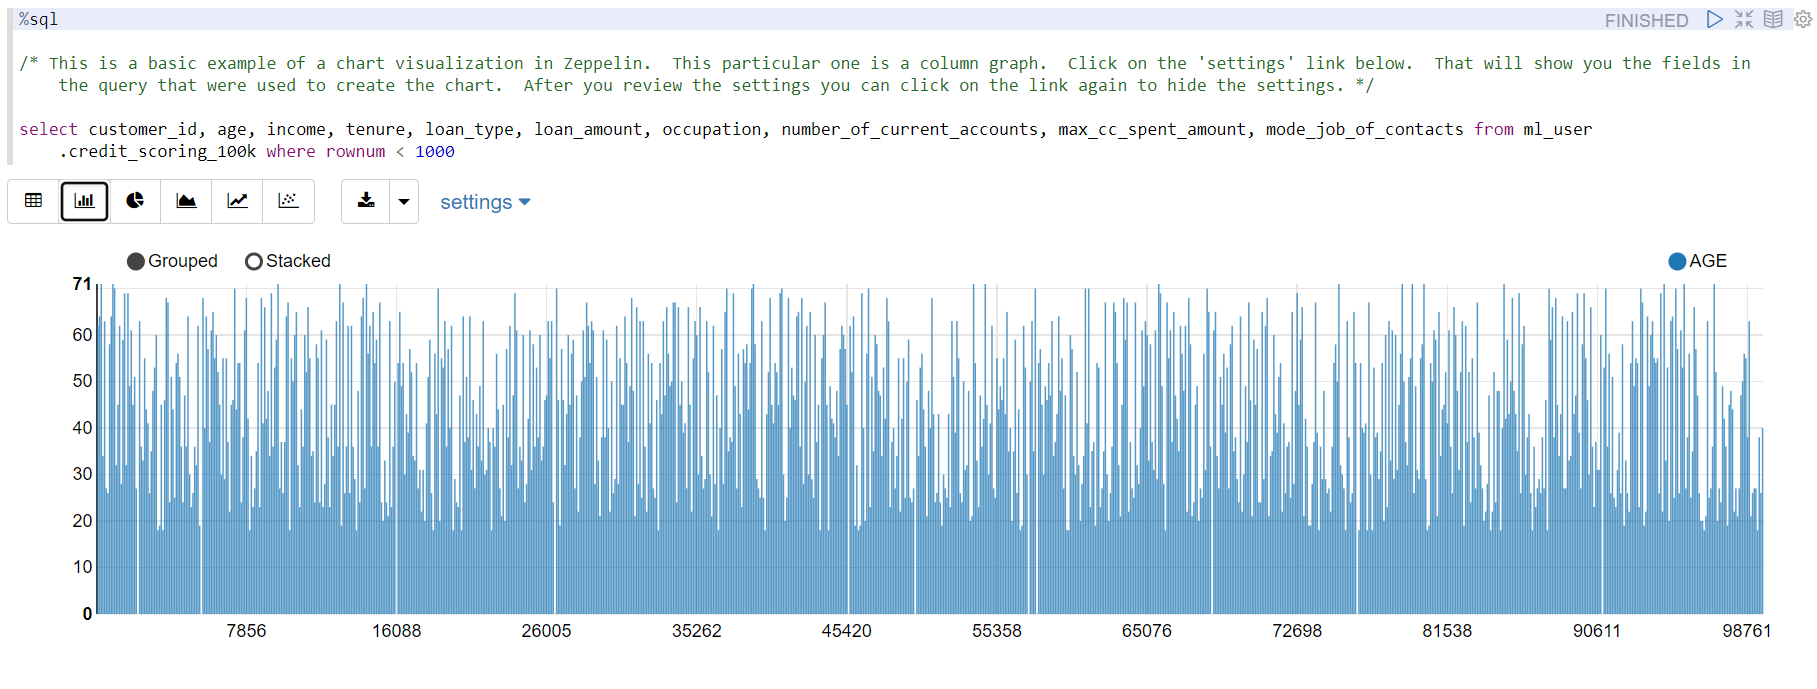 %sql
FINISHED
/* This is a basic example of a chart visualization in Zeppelin.  This particular one is a column graph.  Click on the 'settings' link below.  That will show you the fields in
the query that were used to create the chart.  After you review the settings you can click on the link again to hide the settings. */
select customer_id, age, income, tenure, loan_type, loan_amount, occupation, number_of_current_accounts, max_cc_spent_amount, mode_job_of_contacts from ml_user
.credit_scoring_100k where rownum < 1000
settings
Grouped Stacked AGE
71
60
50
40
30
20
10
0
7856 16088 26005 35262 45420 55358 65076 72698 81538 90611 98761